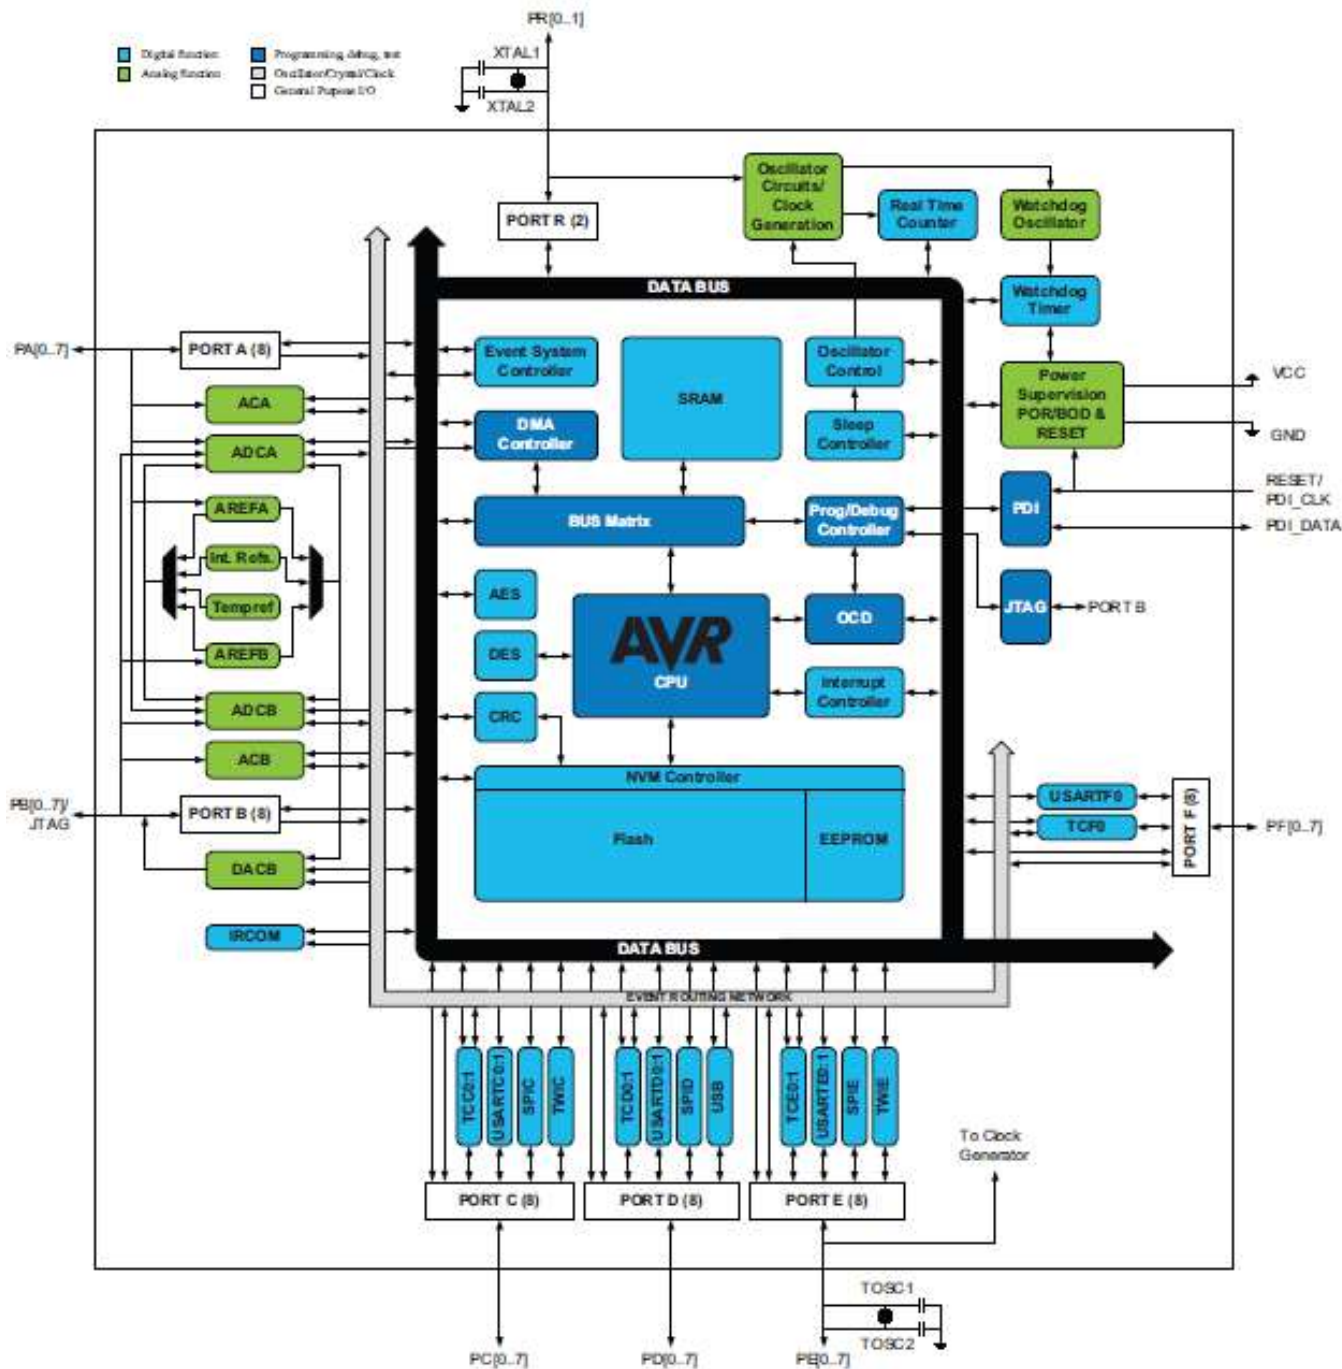 PR[0..1]
XTAL1
XTAL2
Digital function
Analog function
Programming, debug, test
Oscillator/Crystal/Clock
General Purpose I/O
Oscillator
Circuits/
Clock
Generation
Real Time
Counter
Watchdog
Oscillator
PORT R (2)
DATA BUS
Watchdog
Timer
PA[0..7]
PORT A (8)
Event System
Controller
SRAM
Oscillator
Control
Power
Supervision
POR/BOD &
RESET
VCC
GND
ACA
DMA
Controller
Sleep
Controller
ADCA
RESET/
PDI_CLK
PDI_DATA
AREFA
BUS Matrix
Prog/Debug
Controller
PDI
Int. Refs.
Tempref
AES
AVR
CPU
OCD
JTAG
PORT B
AREFB
DES
Interrupt
Controller
ADCB
CRC
ACB
NVM Controller
PB[0..7]/
JTAG
PORT B (8)
Flash
EEPROM
USARTF0
TCF0
PORT F (8)
PF[0..7]
DACB
IRCOM
DATA BUS
EVENT ROUTING NETWORK
TCC0:1
USARTC0:1
SPIC
TWIC
TCD0:1
USARTD0:1
SPID
USB
TCE0:1
USARTE0:1
SPIE
TWIE
To Clock
Generator
PORT C (8)
PORT D (8)
PORT E (8)
TOSC1
TOSC2
PC[0..7]
PD[0..7]
PE[0..7]